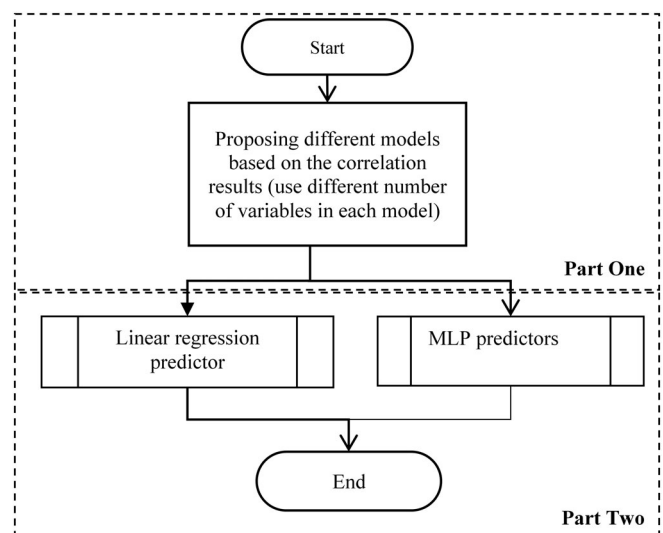 Start
Proposing different models
based on the correlation
results (use different number
of variables in each model)
Part One
Linear regression
predictor
MLP predictors
End
Part Two